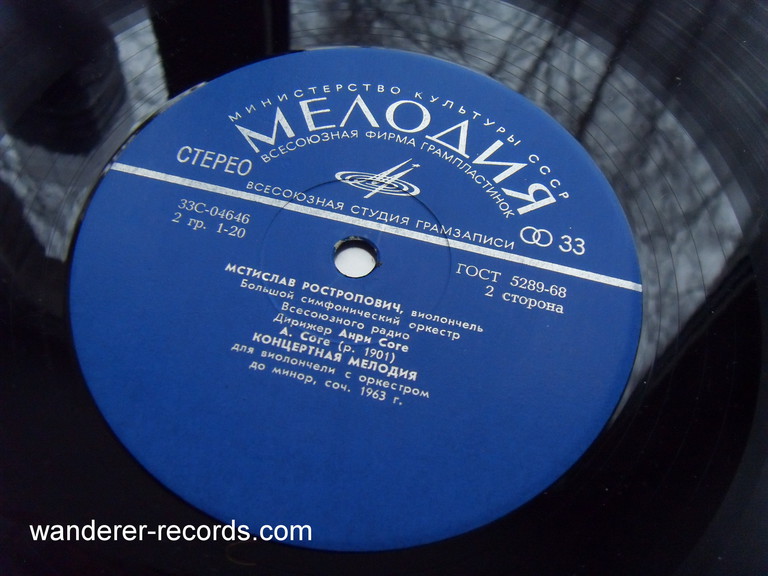 МИНИСТЕРСТВО КУЛЬТУРЫ СССР
МЕЛОДИЯ
ВСЕСОЮЗНАЯ ФИРМА ГРАМПЛАСТИНОК
СТЕРЕО
ВСЕСОЮЗНАЯ СТУДИЯ ГРАМЗАПИСИ
33
33С-04646
2 гр. 1-20
ГОСТ 5289-68
2 сторона
МСТИСЛАВ РОСТРОПОВИЧ, виолончель
Большой симфонический оркестр
Всесоюзного радио
Дирижер Анри Соге
А. Соге (р. 1901)
КОНЦЕРТНАЯ МЕЛОДИЯ
для виолончели с оркестром
до минор, соч. 1963 г.
wanderer-records.com